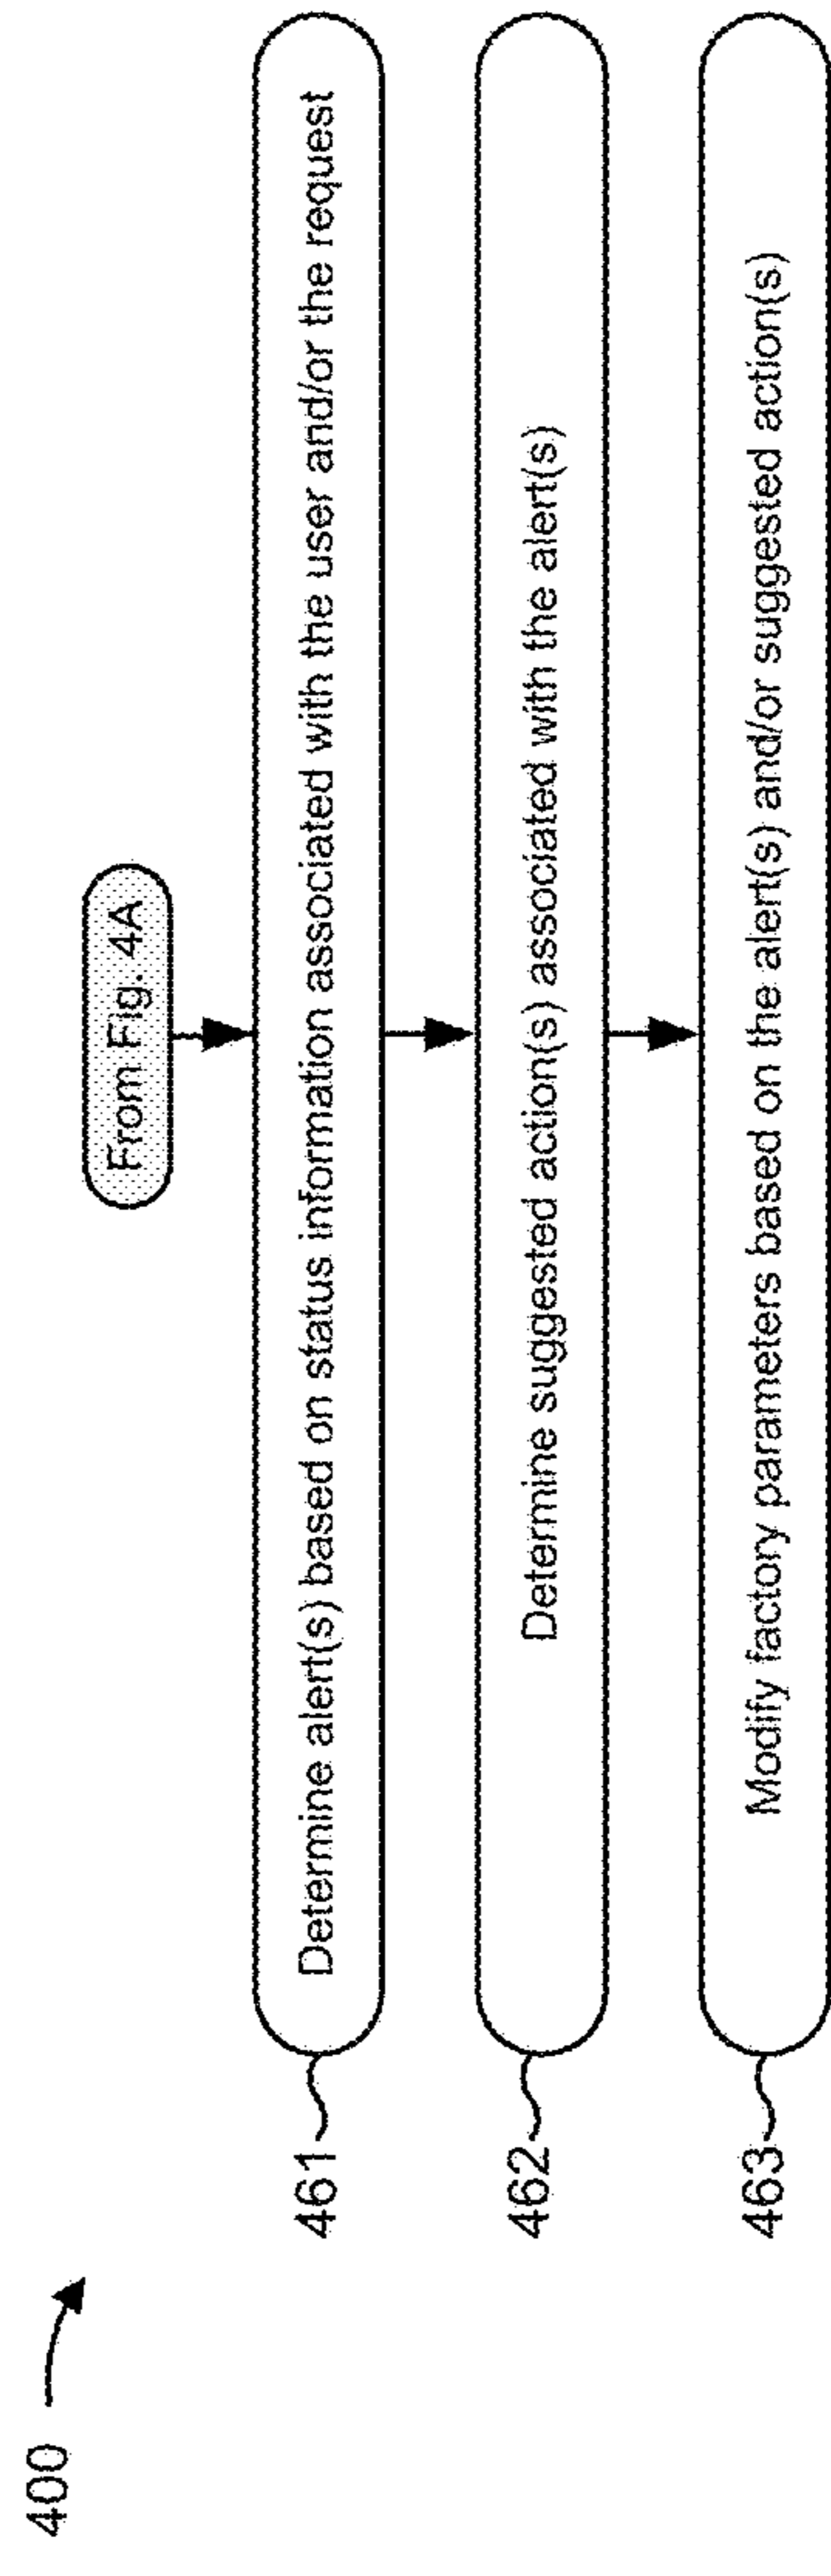 400
From Fig. 4A
461
Determine alert(s) based on status information associated with the user and/or the request
462
Determine suggested action(s) associated with the alert(s)
463
Modify factory parameters based on the alert(s) and/or suggested action(s)